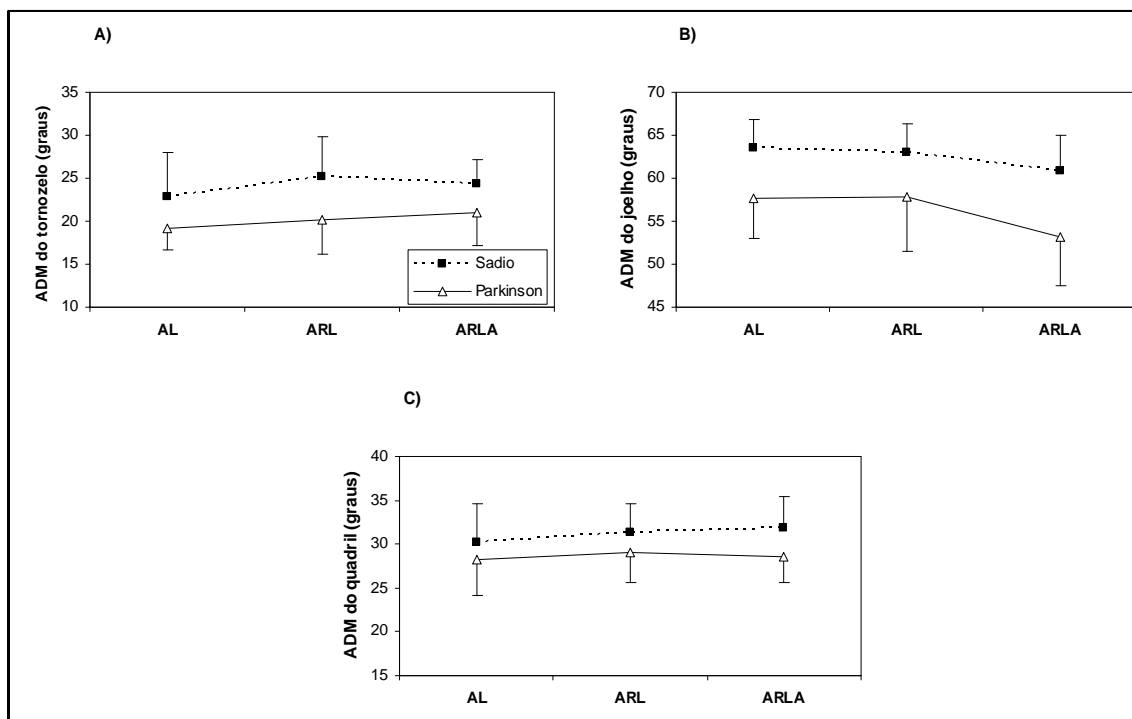 A)
ADM do tornozelo (graus)
35
30
25
20
15
10
AL ARL ARLA
Sadio
Parkinson
B)
ADM do joelho (graus)
70
65
60
55
50
45
AL ARL ARLA
C)
ADM do quadril (graus)
40
35
30
25
20
15
AL ARL ARLA